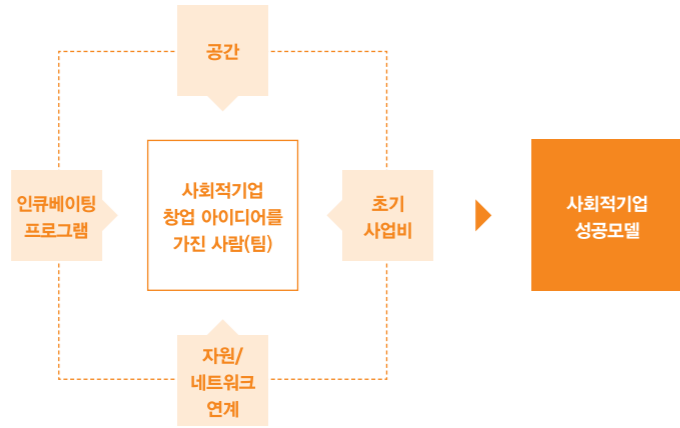 공간
인큐베이팅
프로그램
사회적기업
창업 아이디어를
가진 사람(팀)
초기
사업비
사회적기업
성공모델
자원/
네트워크
연계